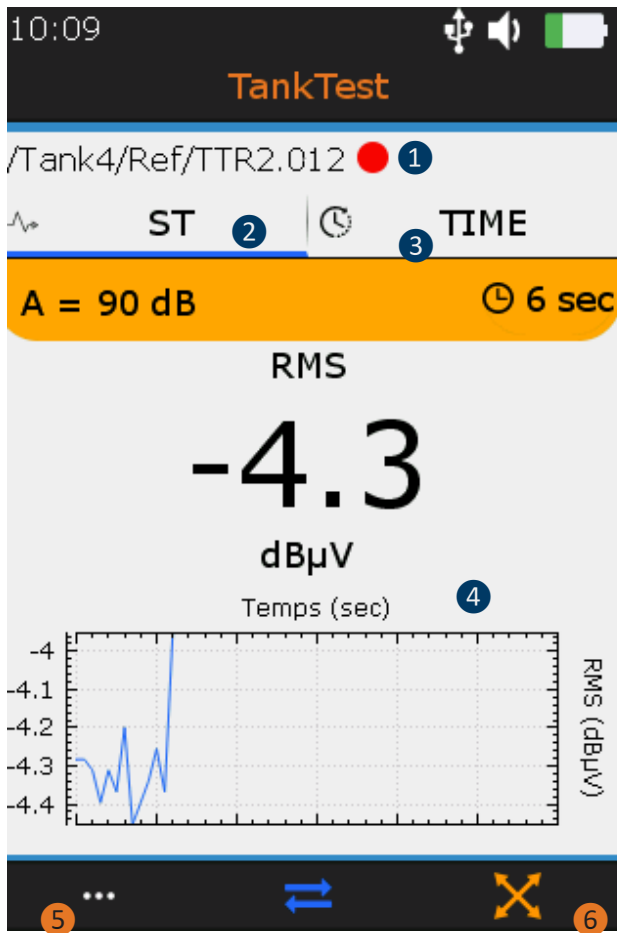 10:09
TankTest
/Tank4/Ref/TTR2.012 1
ST 2 TIME 3
A = 90 dB 6 sec
RMS
-4.3
dBµV
Temps (sec) 4
-4
-4.1
-4.2
-4.3
-4.4
RMS (dBµV)
5 ... 6